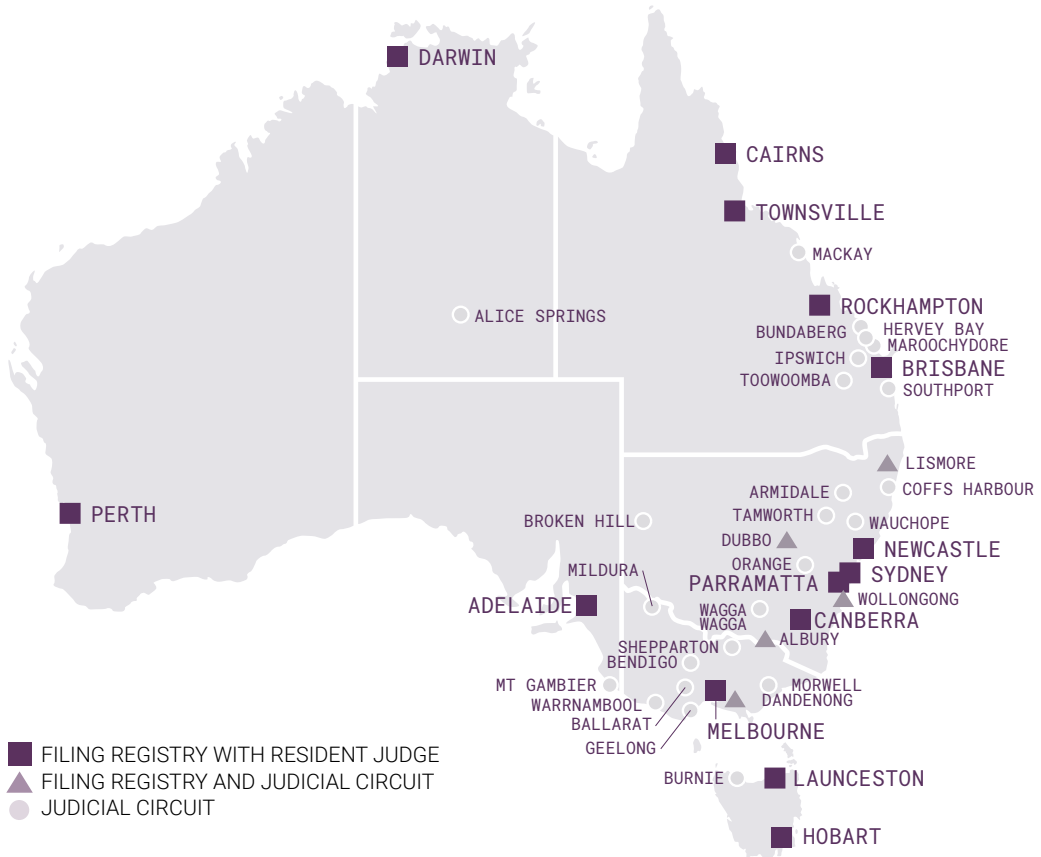 DARWIN
CAIRNS
TOWNSVILLE
MACKAY
ROCKHAMPTON
ALICE SPRINGS
BUNDABERG
HERVEY BAY
MAROOCHYDORE
IPSWICH
BRISBANE
TOOWOOMBA
SOUTHPORT
LISMORE
ARMIDALE
COFFS HARBOUR
PERTH
TAMWORTH
BROKEN HILL
WAUCHOPE
DUBBO
NEWCASTLE
ORANGE
MILDURA
SYDNEY
PARRAMATTA
WOLLONGONG
ADELAIDE
WAGGA
WAGGA
CANBERRA
ALBURY
SHEPPARTON
BENDIGO
MT GAMBIER
MORWELL
WARRNAMBOOL
DANDENONG
BALLARAT
MELBOURNE
GEELONG
FILING REGISTRY WITH RESIDENT JUDGE
FILING REGISTRY AND JUDICIAL CIRCUIT
JUDICIAL CIRCUIT
BURNIE
LAUNCESTON
HOBART